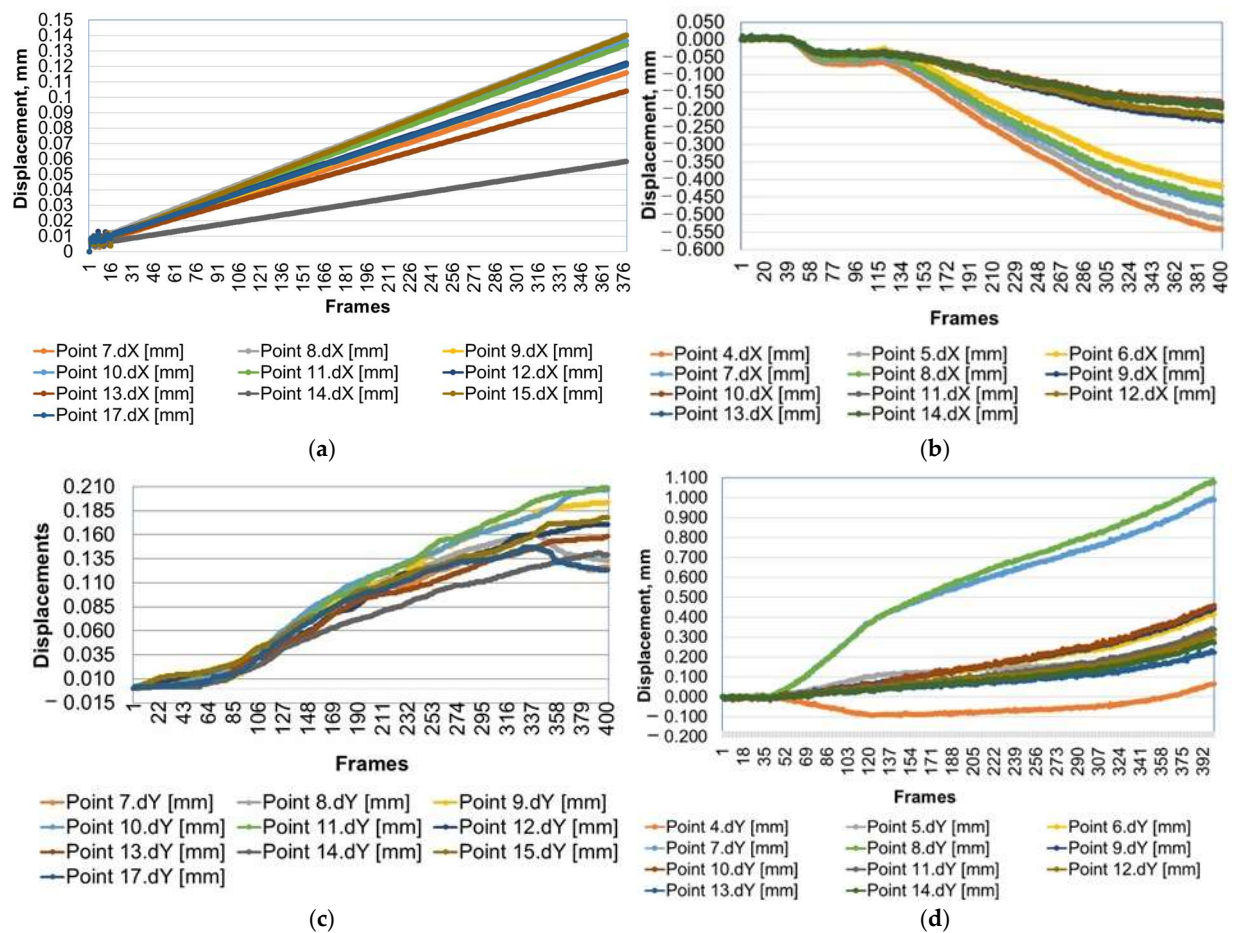 0.15
0.14
0.13
0.12
0.11
0.1
0.09
0.08
0.07
0.06
0.05
0.04
0.03
0.02
0.01
0
Displacement, mm
1 16 31 46 61 76 91 106 121 136 151 166 181 196 211 226 241 256 271 286 301 316 331 346 361 376
Frames
Point 7.dX [mm] Point 8.dX [mm] Point 9.dX [mm]
Point 10.dX [mm] Point 11.dX [mm] Point 12.dX [mm]
Point 13.dX [mm] Point 14.dX [mm] Point 15.dX [mm]
Point 17.dX [mm]
(a)
0.050
0.000
−0.050
−0.100
−0.150
−0.200
−0.250
−0.300
−0.350
−0.400
−0.450
−0.500
−0.550
−0.600
Displacement, mm
1 20 39 58 77 96 115 134 153 172 191 210 229 248 267 286 305 324 343 362 381 400
Frames
Point 4.dX [mm] Point 5.dX [mm] Point 6.dX [mm]
Point 7.dX [mm] Point 8.dX [mm] Point 9.dX [mm]
Point 10.dX [mm] Point 11.dX [mm] Point 12.dX [mm]
Point 13.dX [mm] Point 14.dX [mm]
(b)
0.210
0.185
0.160
0.135
0.110
0.085
0.060
0.035
0.010
−0.015
Displacements
1 22 43 64 85 106 127 148 169 190 211 232 253 274 295 316 337 358 379 400
Frames
Point 7.dY [mm] Point 8.dY [mm] Point 9.dY [mm]
Point 10.dY [mm] Point 11.dY [mm] Point 12.dY [mm]
Point 13.dY [mm] Point 14.dY [mm] Point 15.dY [mm]
Point 17.dY [mm]
(c)
1.100
1.000
0.900
0.800
0.700
0.600
0.500
0.400
0.300
0.200
0.100
0.000
−0.100
−0.200
Displacement, mm
1 18 35 52 69 86 103 120 137 154 171 188 205 222 239 256 273 290 307 324 341 358 375 392
Frames
Point 4.dY [mm] Point 5.dY [mm] Point 6.dY [mm]
Point 7.dY [mm] Point 8.dY [mm] Point 9.dY [mm]
Point 10.dY [mm] Point 11.dY [mm] Point 12.dY [mm]
Point 13.dY [mm] Point 14.dY [mm]
(d)